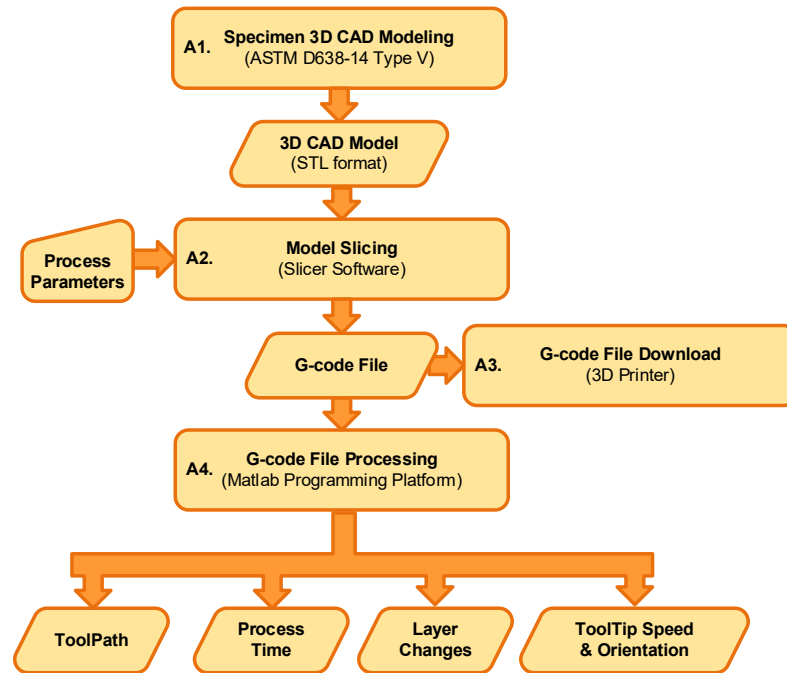 A1. Specimen 3D CAD Modeling
(ASTM D638-14 Type V)
3D CAD Model
(STL format)
Process
Parameters
A2. Model Slicing
(Slicer Software)
G-code File
A3. G-code File Download
(3D Printer)
A4. G-code File Processing
(Matlab Programming Platform)
ToolPath
Process
Time
Layer
Changes
ToolTip Speed
& Orientation